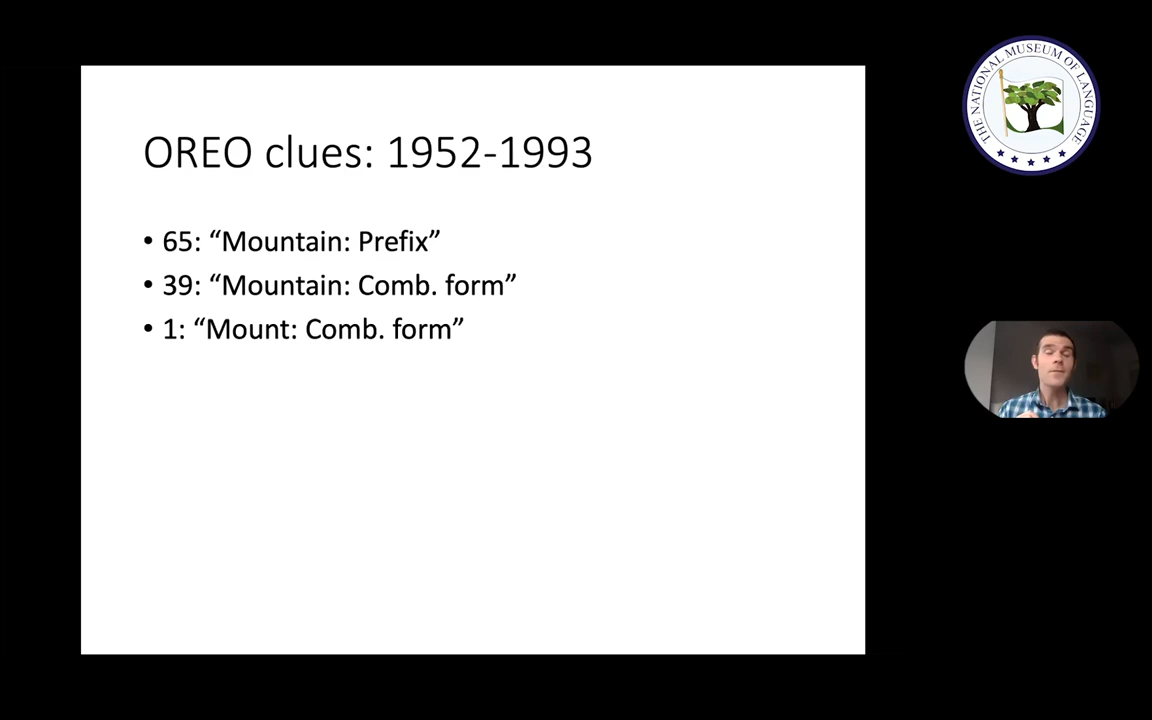 OREO clues: 1952-1993
• 65: “Mountain: Prefix”
• 39: “Mountain: Comb. form”
• 1: “Mount: Comb. form”
THE NATIONAL MUSEUM OF LANGUAGE